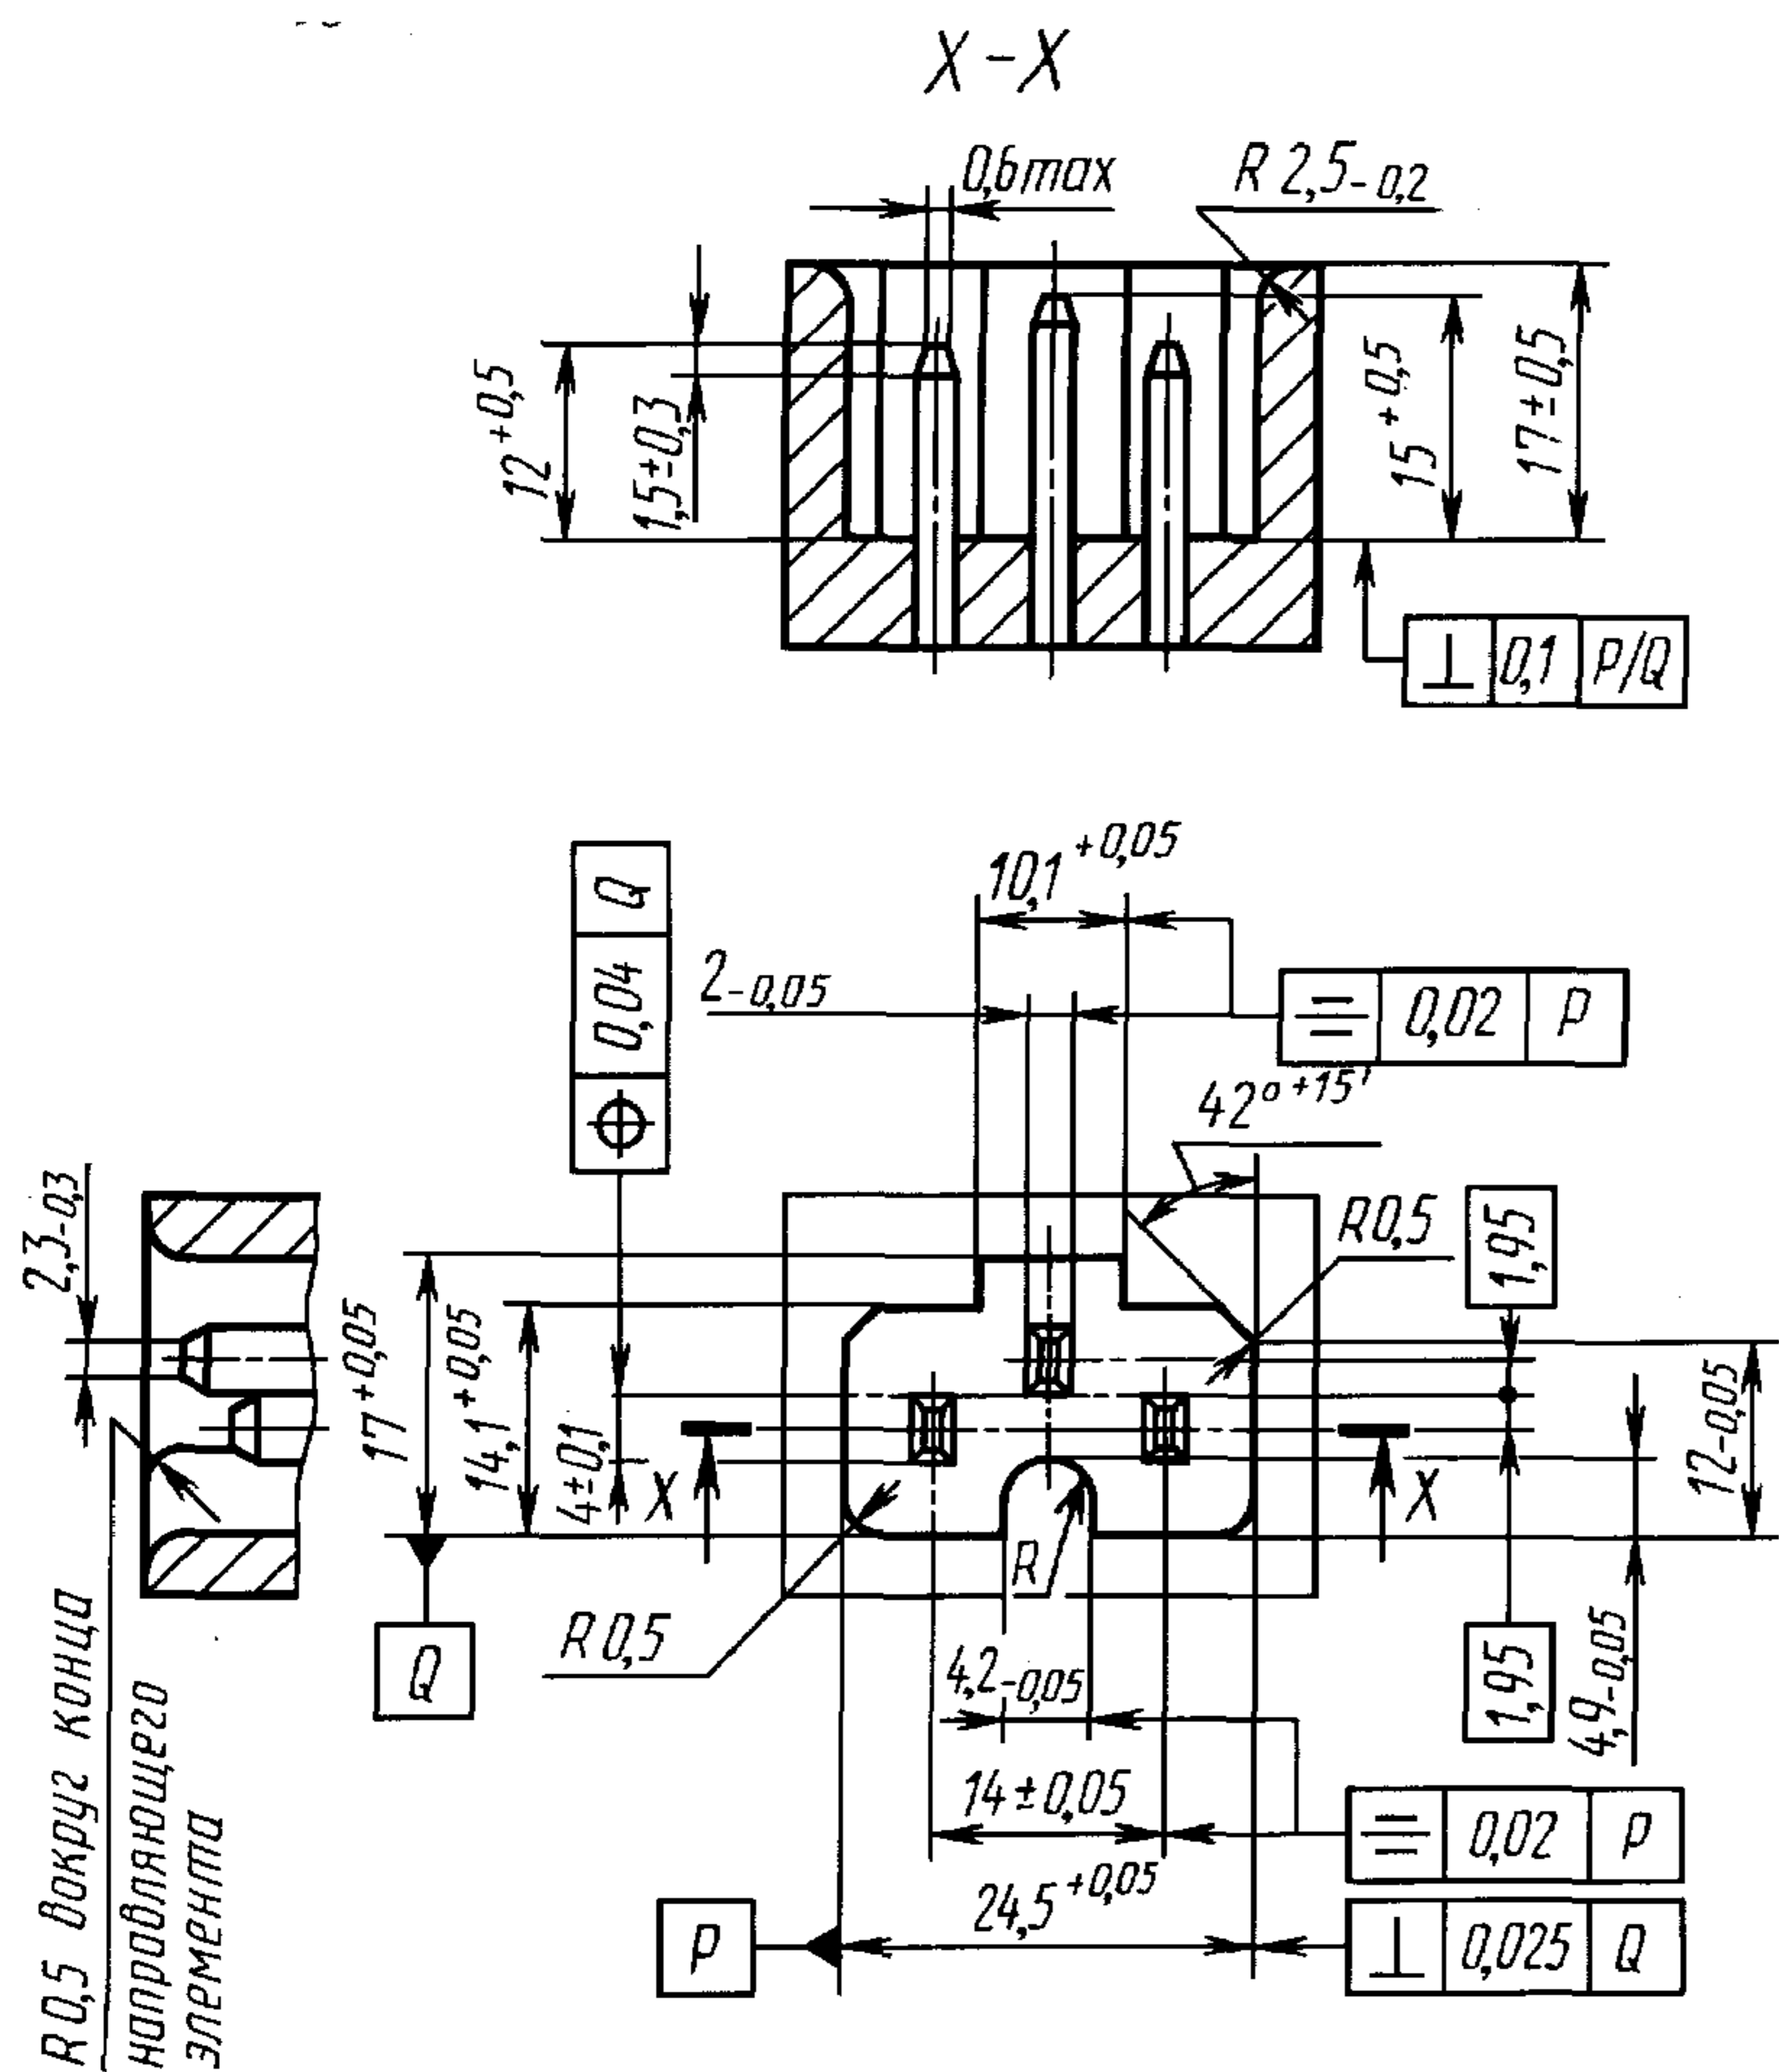 X-X
0,6max
R 2,5-0,2
12+0,5
1,5±0,3
15+0,5
17±0,5
⊥ 0,1 P/Q
10,1+0,05
2-0,05
⌖ 0,04 Q
⌯ 0,02 P
42°+15'
R0,5
1,95
2,3-0,3
17+0,05
14,1+0,05
4±0,1
X
X
12-0,05
R
R0,5
Q
4,2-0,05
1,95
4,9-0,05
14±0,05
⌯ 0,02 P
24,5+0,05
P
⊥ 0,025 Q
R0,5 вокруг конца
направляющего
элемента